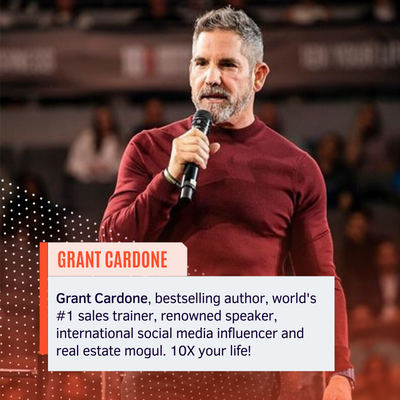 GRANT CARDONE
Grant Cardone, bestselling author, world's
#1 sales trainer, renowned speaker,
international social media influencer and
real estate mogul. 10X your life!